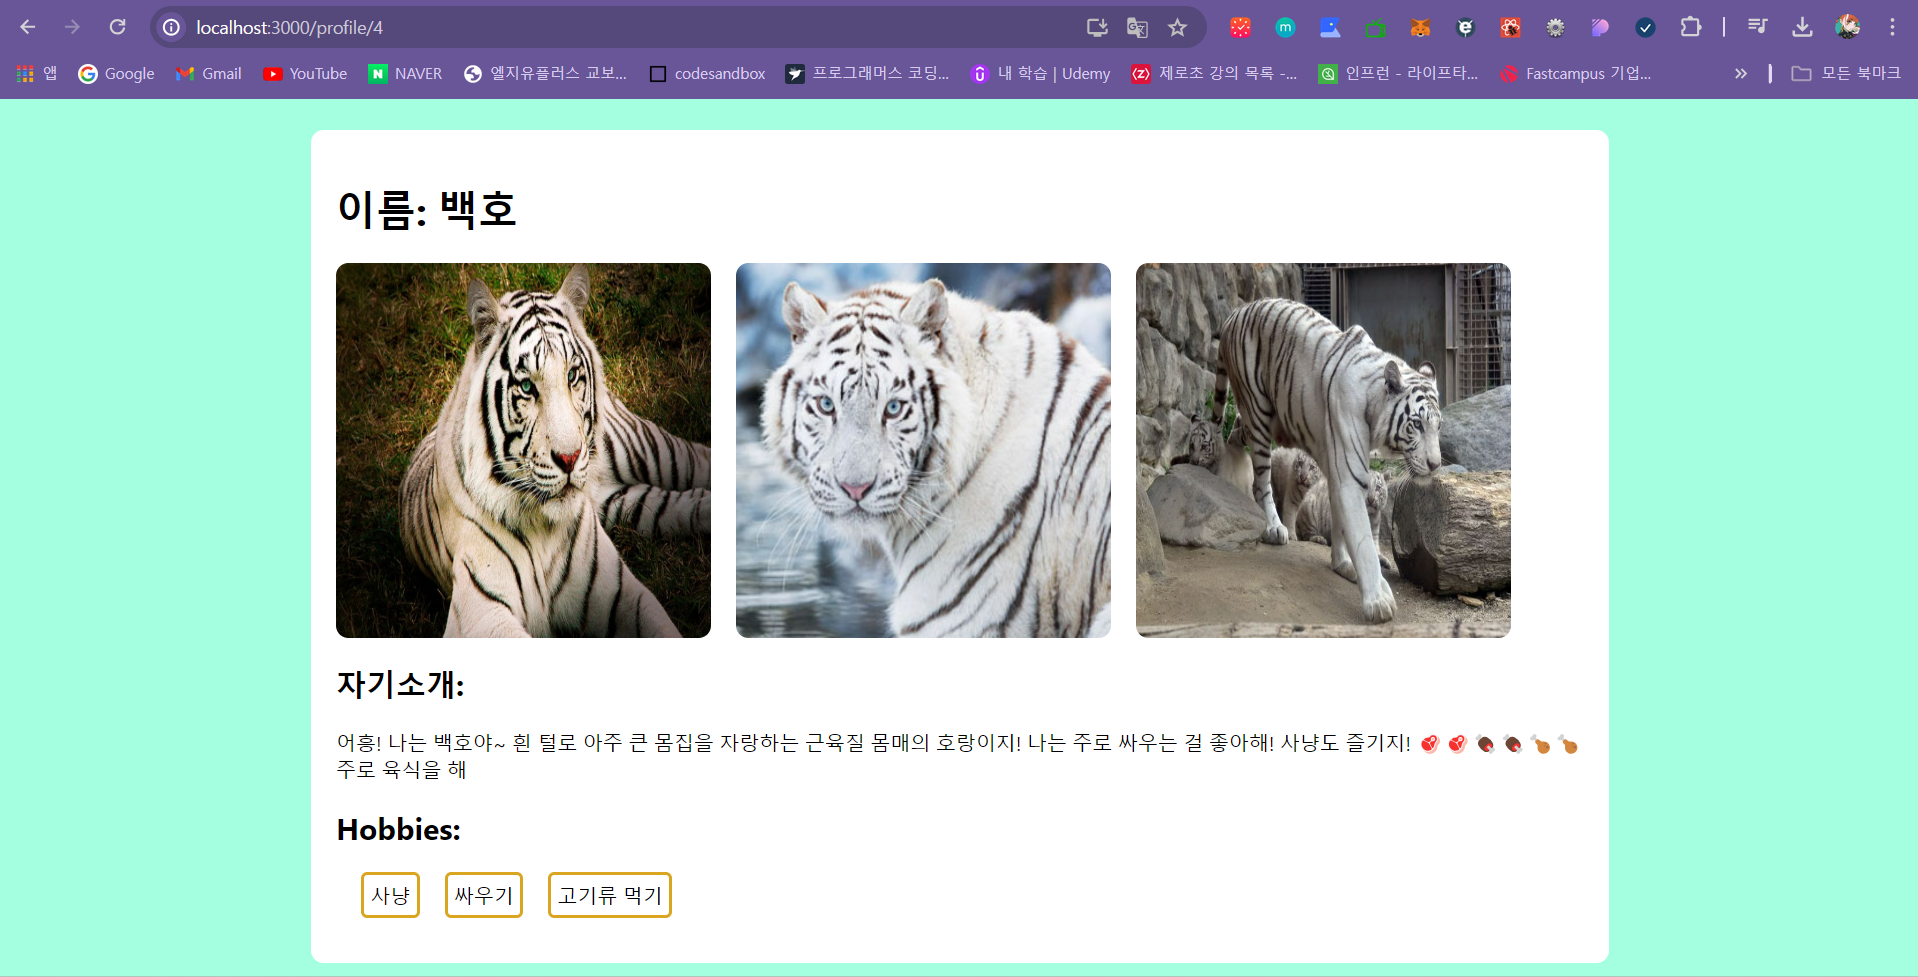 localhost:3000/profile/4
앱 Google Gmail YouTube NAVER 엘지유플러스 교보... codesandbox 프로그래머스 코딩... 내 학습 | Udemy 제로초 강의 목록 -... 인프런 - 라이프타... Fastcampus 기업... » 모든 북마크
이름: 백호
자기소개:
어흥! 나는 백호야~ 흰 털로 아주 큰 몸집을 자랑하는 근육질 몸매의 호랑이지! 나는 주로 싸우는 걸 좋아해! 사냥도 즐기지! 🥩 🥩 🍖 🍖 🍗 🍗
주로 육식을 해
Hobbies:
사냥 싸우기 고기류 먹기